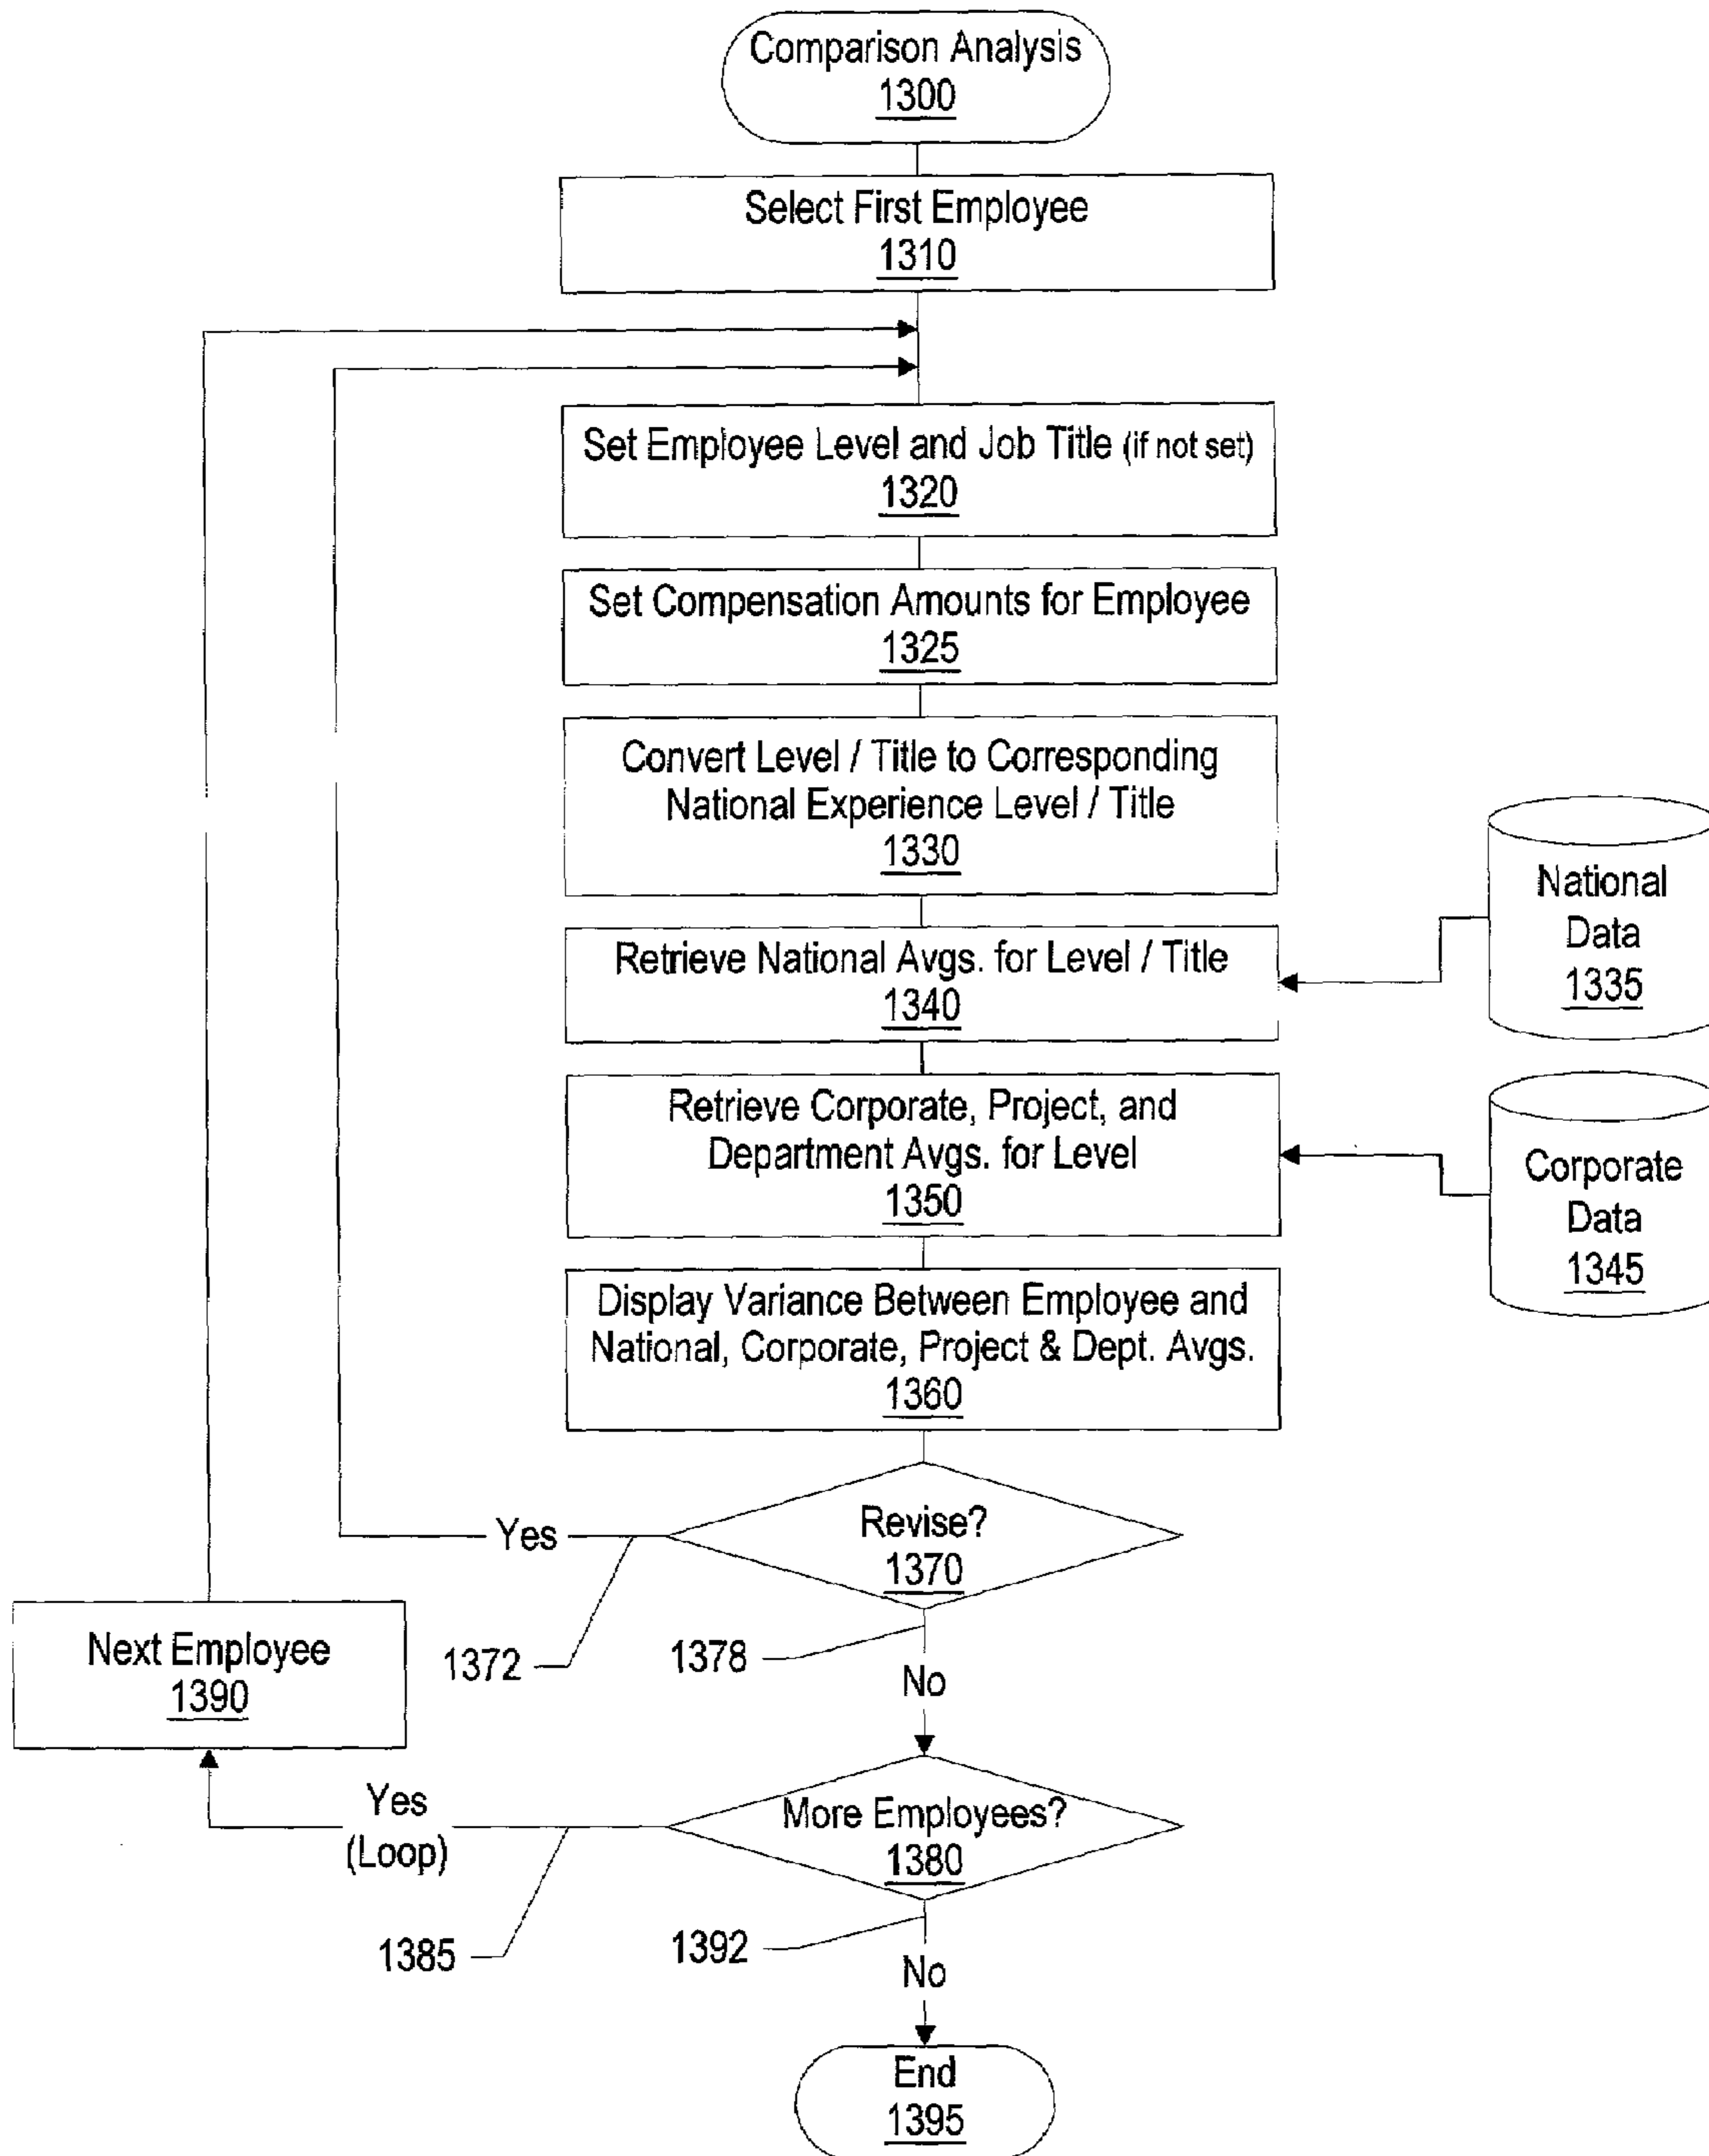 Comparison Analysis
1300
Select First Employee
1310
Set Employee Level and Job Title (if not set)
1320
Set Compensation Amounts for Employee
1325
Convert Level / Title to Corresponding
National Experience Level / Title
1330
National
Data
1335
Retrieve National Avgs. for Level / Title
1340
Retrieve Corporate, Project, and
Department Avgs. for Level
1350
Corporate
Data
1345
Display Variance Between Employee and
National, Corporate, Project & Dept. Avgs.
1360
Revise?
1370
Yes
1372
1378
No
Next Employee
1390
More Employees?
1380
Yes
(Loop)
1385
1392
No
End
1395